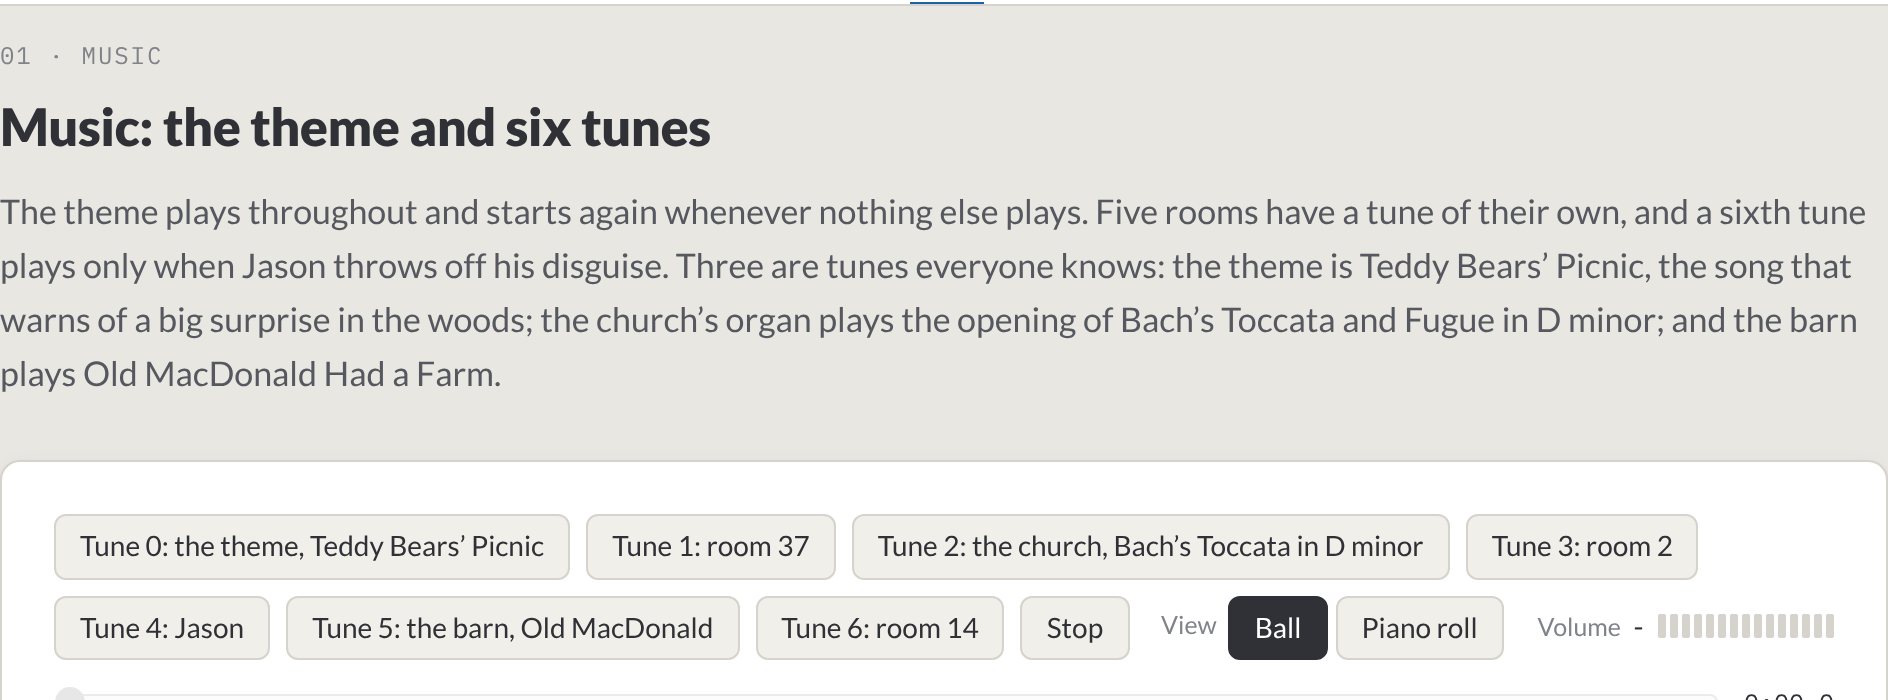 01 · MUSIC
Music: the theme and six tunes
The theme plays throughout and starts again whenever nothing else plays. Five rooms have a tune of their own, and a sixth tune
plays only when Jason throws off his disguise. Three are tunes everyone knows: the theme is Teddy Bears’ Picnic, the song that
warns of a big surprise in the woods; the church’s organ plays the opening of Bach’s Toccata and Fugue in D minor; and the barn
plays Old MacDonald Had a Farm.
Tune 0: the theme, Teddy Bears’ Picnic Tune 1: room 37 Tune 2: the church, Bach’s Toccata in D minor Tune 3: room 2
Tune 4: Jason Tune 5: the barn, Old MacDonald Tune 6: room 14 Stop View Ball Piano roll Volume -